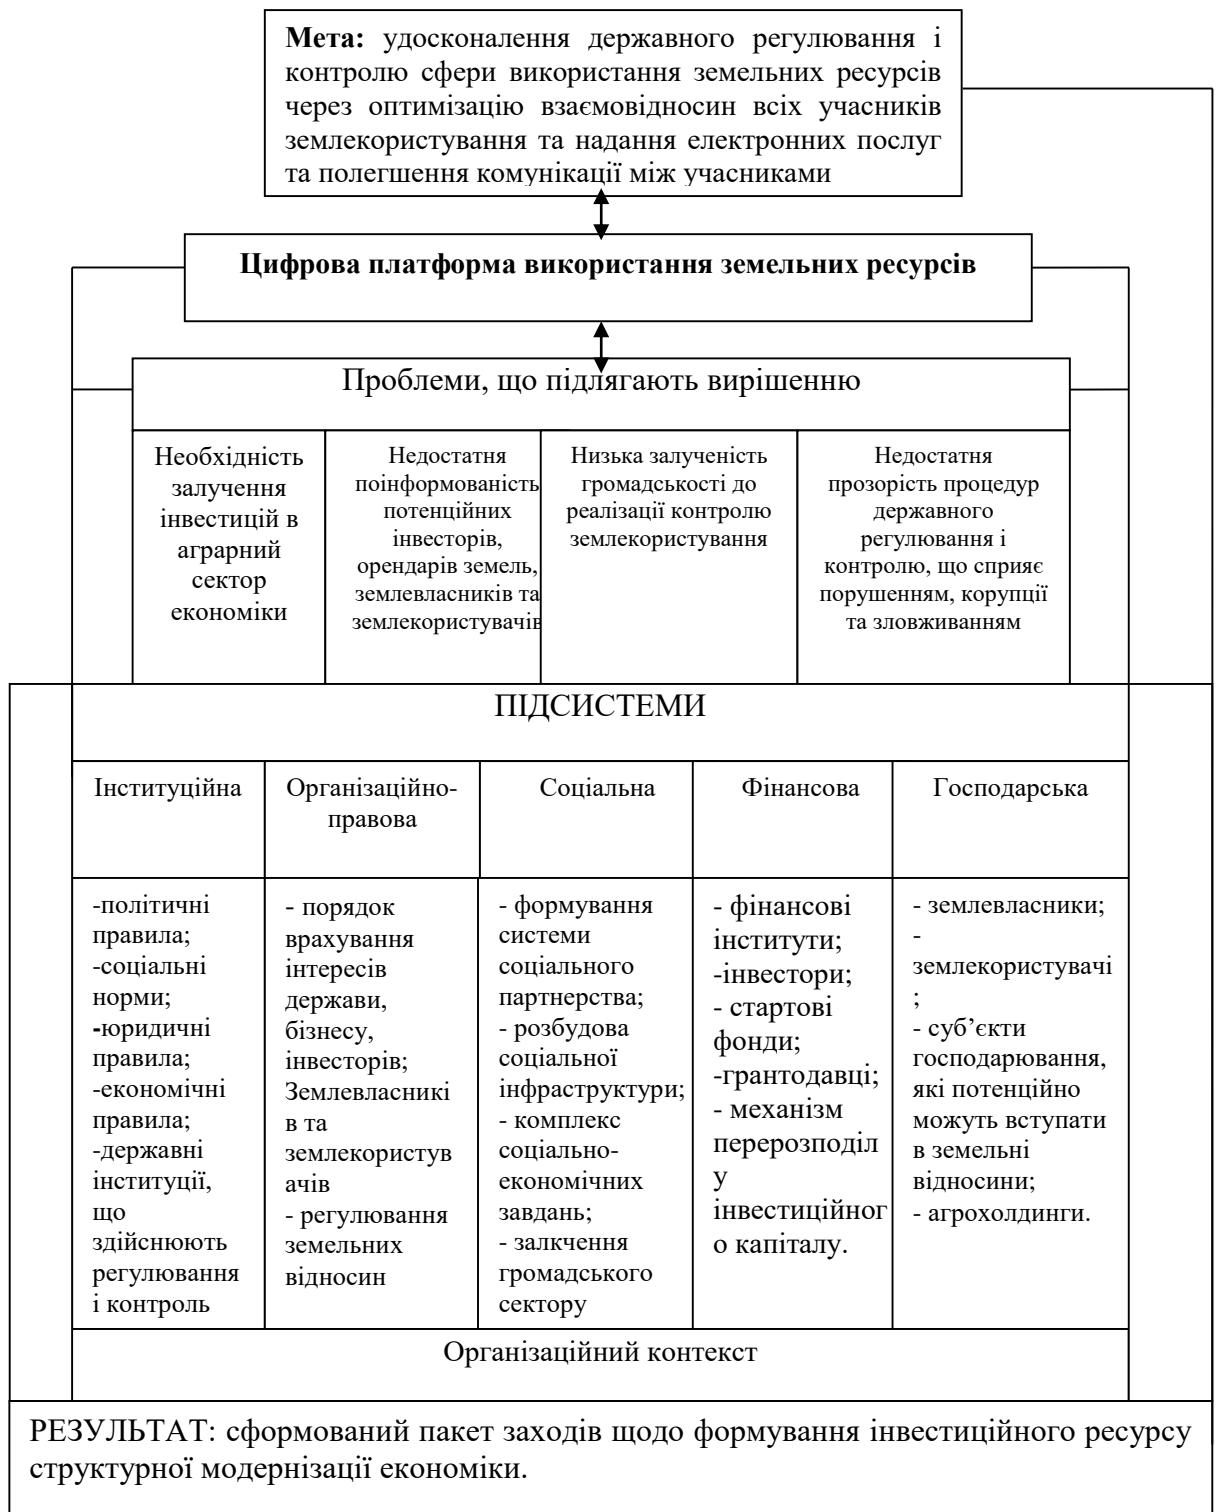 Мета: удосконалення державного регулювання і
контролю сфери використання земельних ресурсів
через оптимізацію взаємовідносин всіх учасників
землекористування та надання електронних послуг
та полегшення комунікації між учасниками
Цифрова платформа використання земельних ресурсів
Проблеми, що підлягають вирішенню
Необхідність
залучення
інвестицій в
аграрний
сектор
економіки
Недостатня
поінформованість
потенційних
інвесторів,
орендарів земель,
землевласників та
землекористувачів
Низька залученість
громадськості до
реалізації контролю
землекористування
Недостатня
прозорість процедур
державного
регулювання і
контролю, що сприяє
порушенням, корупції
та зловживанням
ПІДСИСТЕМИ
Інституційна
Організаційно-
правова
Соціальна
Фінансова
Господарська
-політичні
правила;
-соціальні
норми;
-юридичні
правила;
-економічні
правила;
-державні
інституції,
що
здійснюють
регулювання
і контроль
- порядок
врахування
інтересів
держави,
бізнесу,
інвесторів;
Землевласникі
в та
землекористув
ачів
- регулювання
земельних
відносин
- формування
системи
соціального
партнерства;
- розбудова
соціальної
інфраструктури;
- комплекс
соціально-
економічних
завдань;
- залкчення
громадського
сектору
- фінансові
інститути;
-інвестори;
- стартові
фонди;
-грантодавці;
- механізм
перерозподіл
у
інвестиційног
о капіталу.
- землевласники;
-
землекористувачі
;
- суб’єкти
господарювання,
які потенційно
можуть вступати
в земельні
відносини;
- агрохолдинги.
Організаційний контекст
РЕЗУЛЬТАТ: сформований пакет заходів щодо формування інвестиційного ресурсу
структурної модернізації економіки.